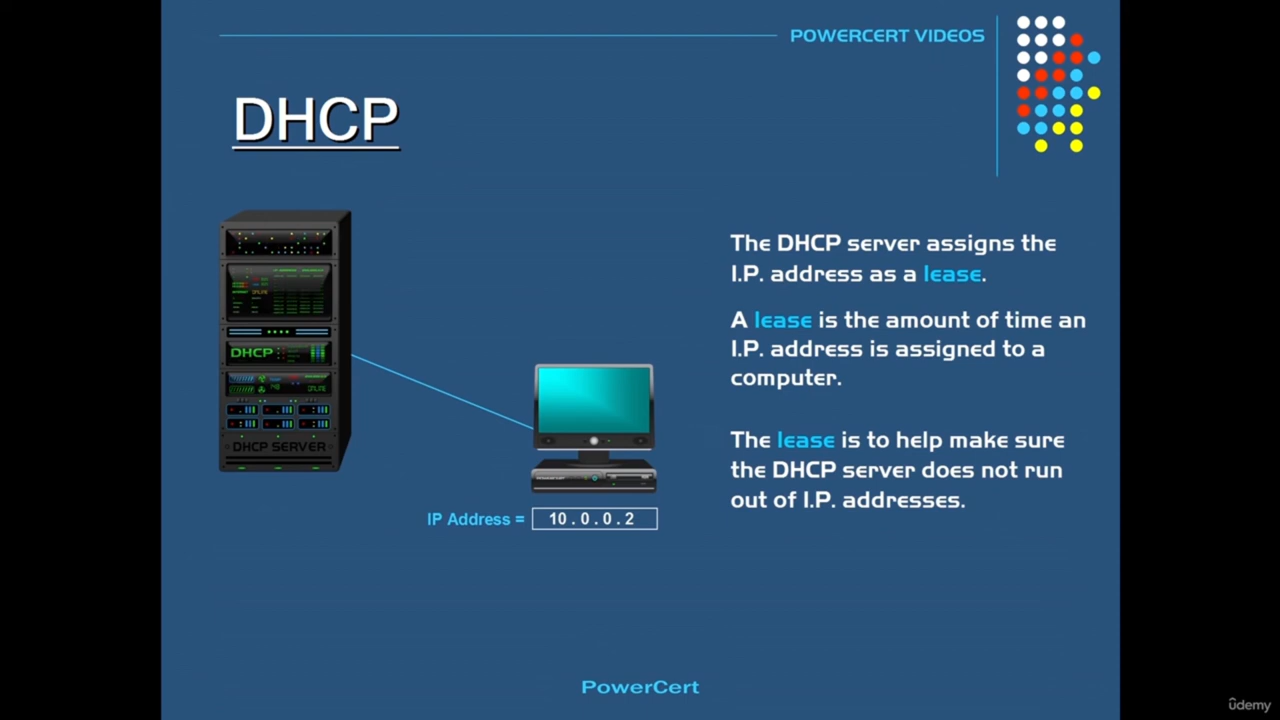 POWERCERT VIDEOS
DHCP
The DHCP server assigns the
I.P. address as a lease.
A lease is the amount of time an
I.P. address is assigned to a
computer.
The lease is to help make sure
the DHCP server does not run
out of I.P. addresses.
DHCP
DHCP SERVER
IP Address = 10.0.0.2
PowerCert
ûdemy